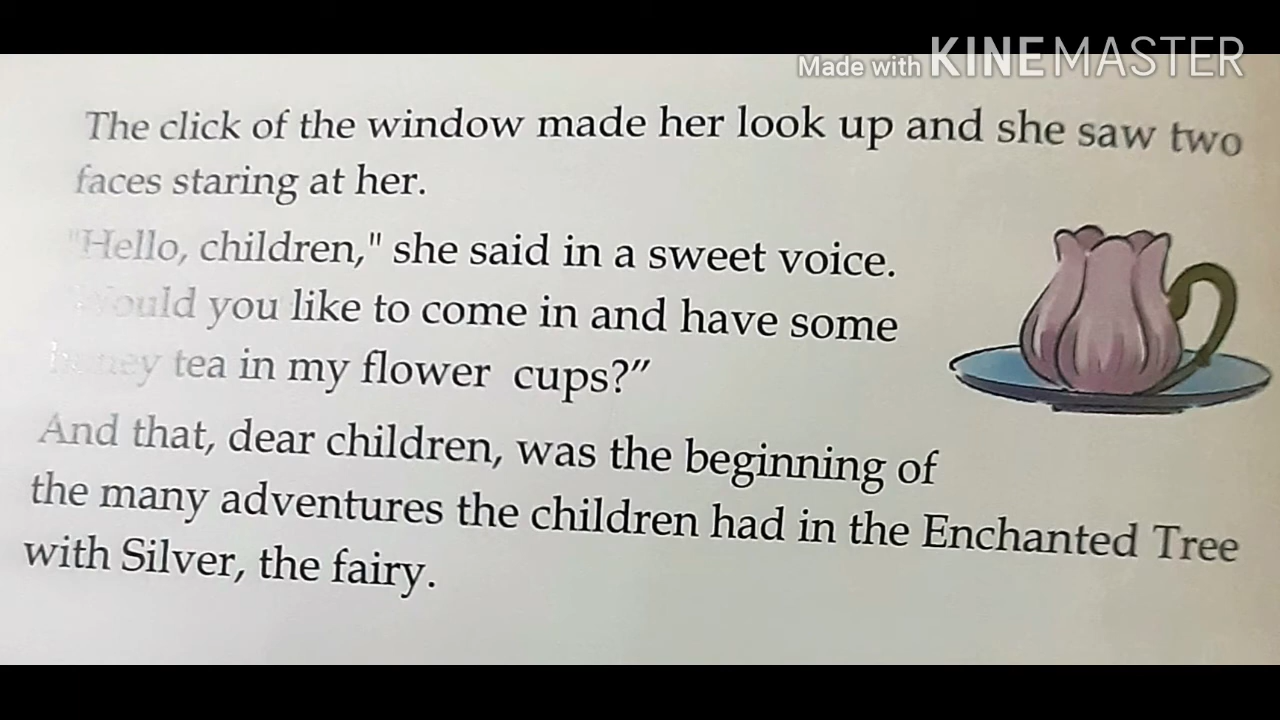 Made with KINEMASTER
The click of the window made her look up and she saw two
faces staring at her.
"Hello, children," she said in a sweet voice.
"Would you like to come in and have some
honey tea in my flower cups?”
And that, dear children, was the beginning of
the many adventures the children had in the Enchanted Tree
with Silver, the fairy.